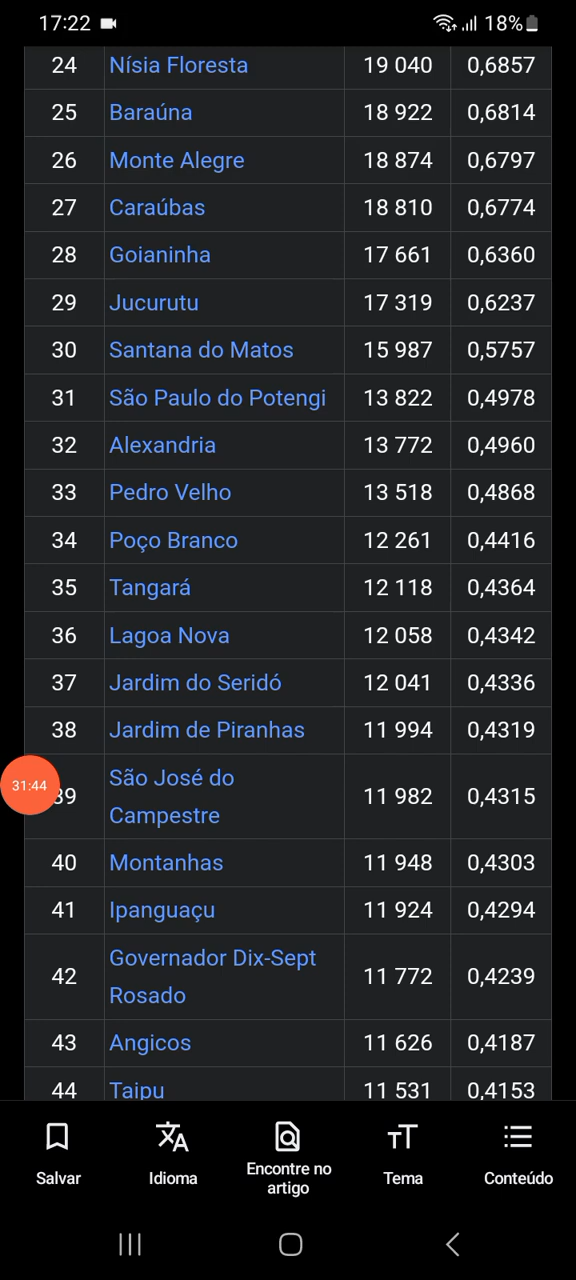 17:22 18%
24 Nísia Floresta 19 040 0,6857
25 Baraúna 18 922 0,6814
26 Monte Alegre 18 874 0,6797
27 Caraúbas 18 810 0,6774
28 Goianinha 17 661 0,6360
29 Jucurutu 17 319 0,6237
30 Santana do Matos 15 987 0,5757
31 São Paulo do Potengi 13 822 0,4978
32 Alexandria 13 772 0,4960
33 Pedro Velho 13 518 0,4868
34 Poço Branco 12 261 0,4416
35 Tangará 12 118 0,4364
36 Lagoa Nova 12 058 0,4342
37 Jardim do Seridó 12 041 0,4336
38 Jardim de Piranhas 11 994 0,4319
São José do
31:44 39 11 982 0,4315
Campestre
40 Montanhas 11 948 0,4303
41 Ipanguaçu 11 924 0,4294
Governador Dix-Sept
42 11 772 0,4239
Rosado
43 Angicos 11 626 0,4187
44 Taipu 11 531 0,4153
Salvar Idioma Encontre no Tema Conteúdo
artigo